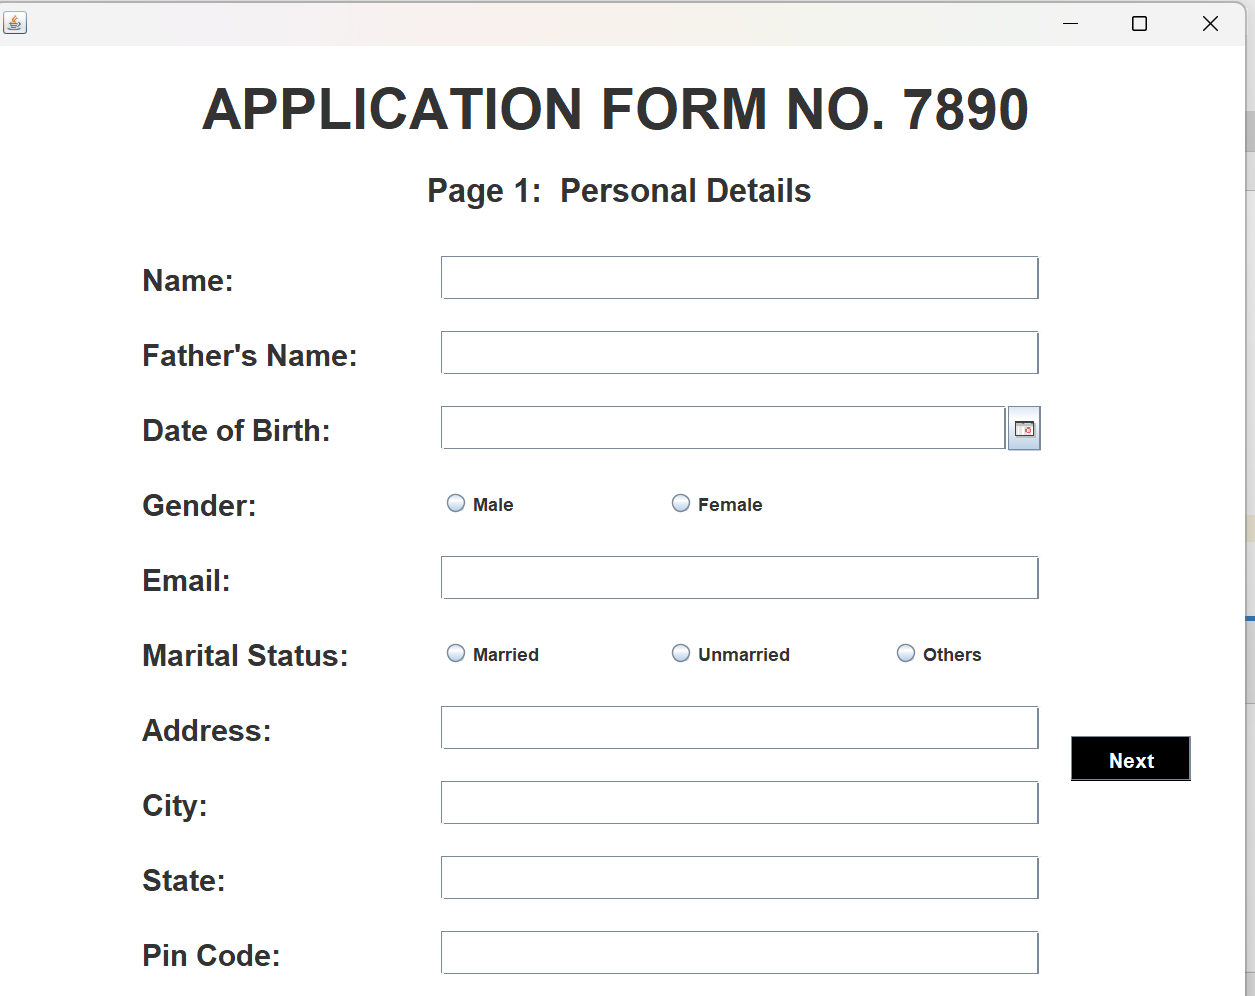 APPLICATION FORM NO. 7890
Page 1:  Personal Details
Name:
Father's Name:
Date of Birth:
Gender: Male Female
Email:
Marital Status: Married Unmarried Others
Address:
Next
City:
State:
Pin Code: